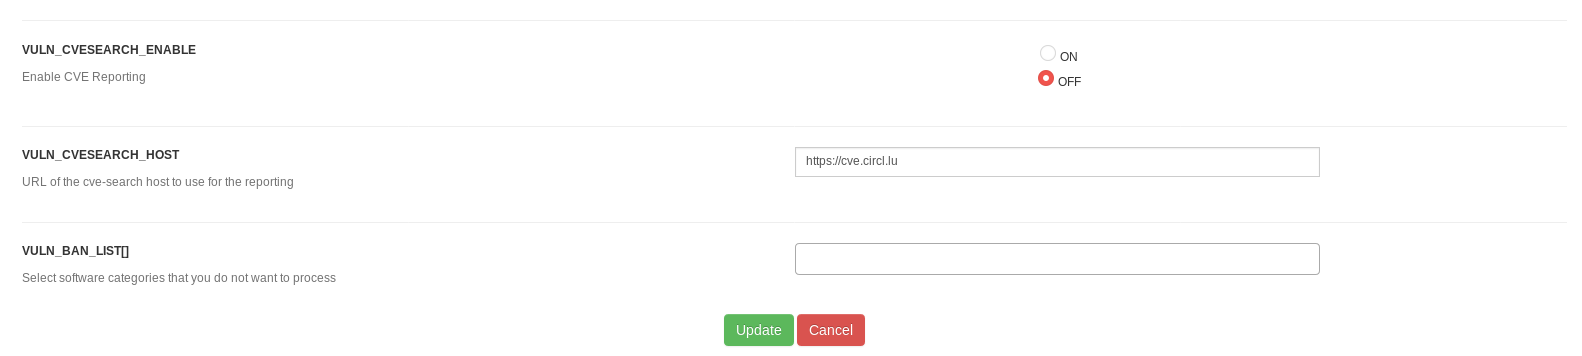 VULN_CVESEARCH_ENABLE
Enable CVE Reporting
ON
OFF
VULN_CVESEARCH_HOST
URL of the cve-search host to use for the reporting
https://cve.circl.lu
VULN_BAN_LIST[]
Select software categories that you do not want to process
Update Cancel